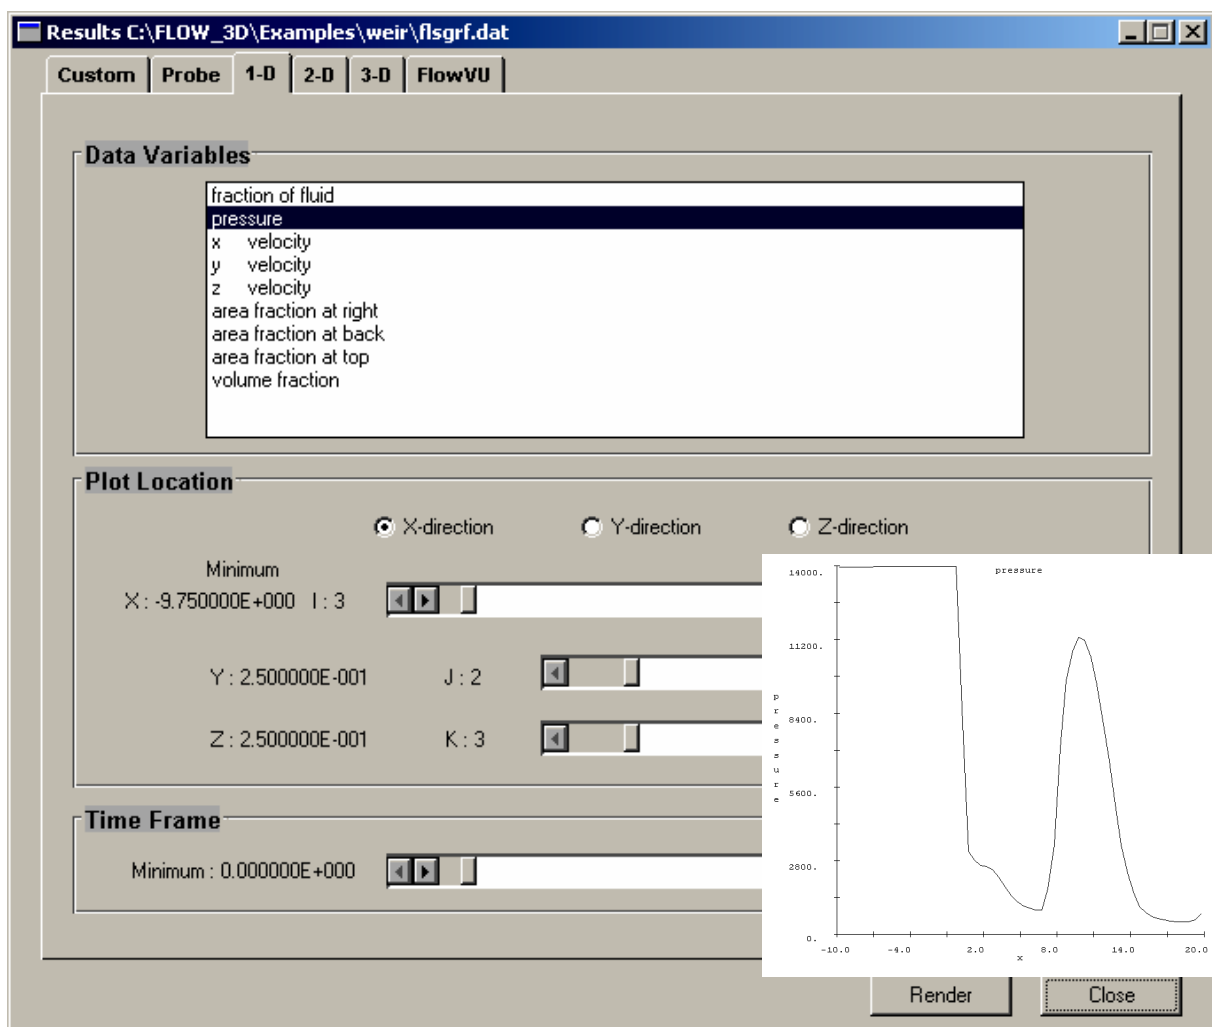 Results C:\FLOW_3D\Examples\weir\flsgrf.dat
Custom Probe 1-D 2-D 3-D FlowVU
Data Variables
fraction of fluid
pressure
x velocity
y velocity
z velocity
area fraction at right
area fraction at back
area fraction at top
volume fraction
Plot Location
X-direction Y-direction Z-direction
Minimum
X : -9.750000E+000 I : 3
Y : 2.500000E-001 J : 2
Z : 2.500000E-001 K : 3
Time Frame
Minimum : 0.000000E+000
pressure
14000.
11200.
8400.
5600.
2800.
0.
pressure
-10.0 -4.0 2.0 8.0 14.0 20.0
x
Render Close